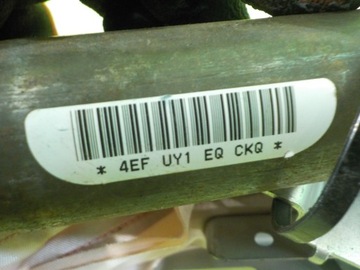 * 4EF UY1 EQ CKQ *